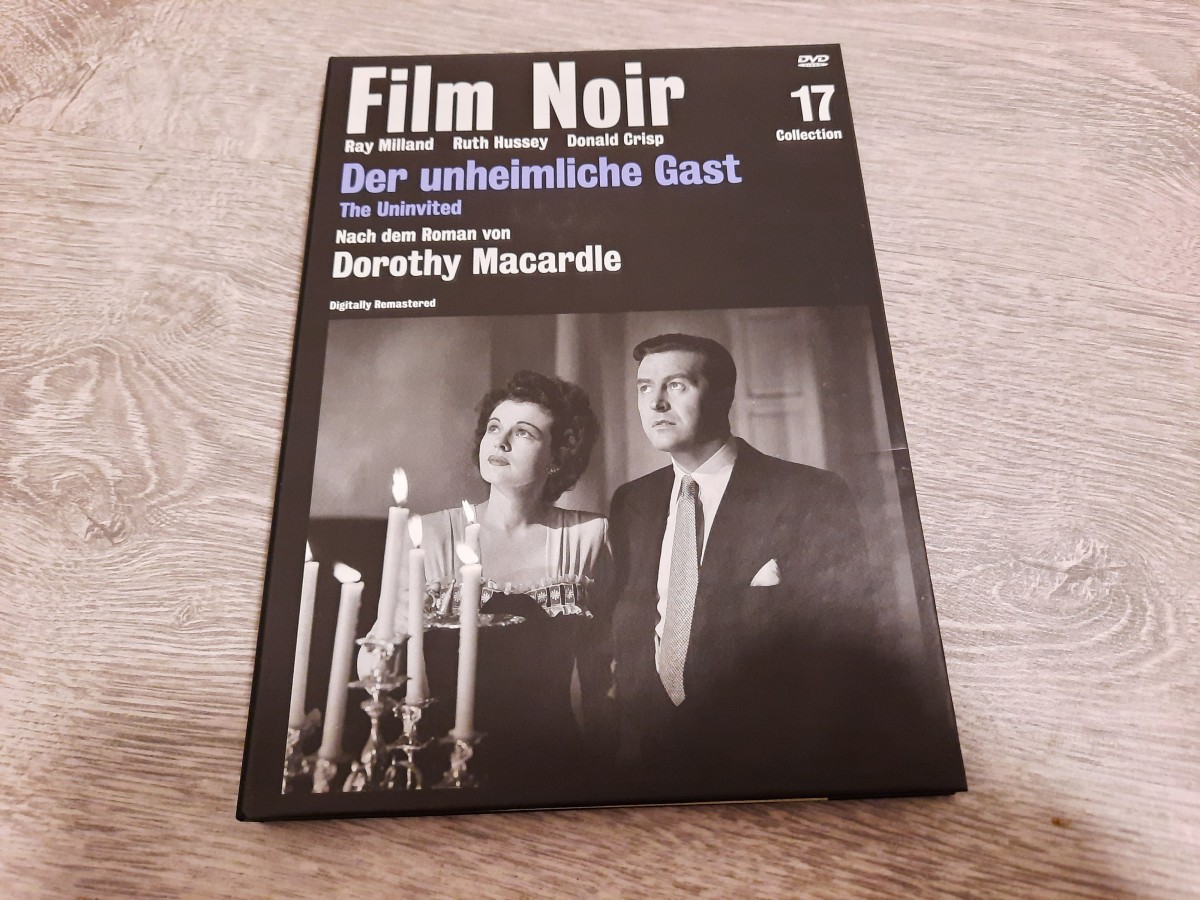 DVD
VIDEO
Film Noir
17
Collection
Ray Milland Ruth Hussey Donald Crisp
Der unheimliche Gast
The Uninvited
Nach dem Roman von
Dorothy Macardle
Digitally Remastered